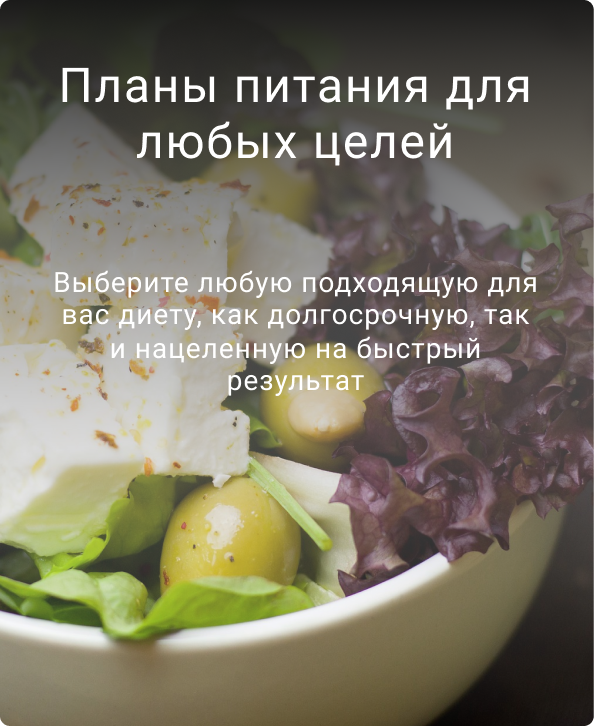 Планы питания для
любых целей
Выберите любую подходящую для
вас диету, как долгосрочную, так
и нацеленную на быстрый
результат